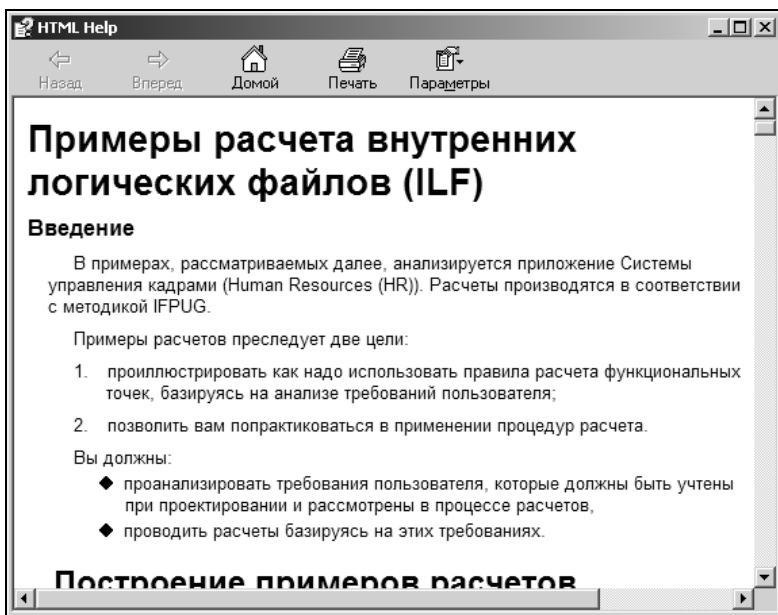 HTML Help
Назад Вперед Домой Печать Параметры
Примеры расчета внутренних
логических файлов (ILF)
Введение
В примерах, рассматриваемых далее, анализируется приложение Системы
управления кадрами (Human Resources (HR)). Расчеты производятся в соответствии
с методикой IFPUG.
Примеры расчетов преследует две цели:
1. проиллюстрировать как надо использовать правила расчета функциональных
точек, базируясь на анализе требований пользователя;
2. позволить вам попрактиковаться в применении процедур расчета.
Вы должны:
◆ проанализировать требования пользователя, которые должны быть учтены
при проектировании и рассмотрены в процессе расчетов,
◆ проводить расчеты базируясь на этих требованиях.
Построение примеров расчетов